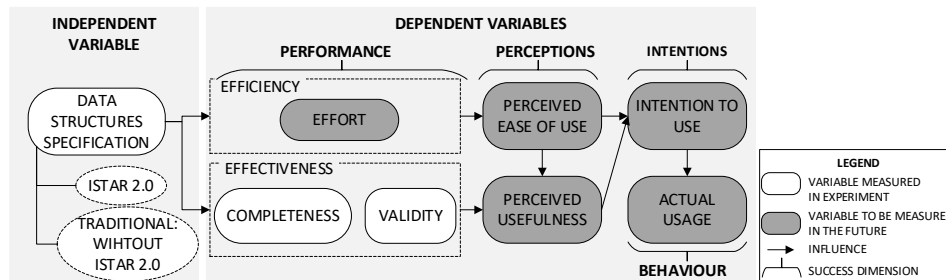 INDEPENDENT
VARIABLE
DEPENDENT VARIABLES
PERFORMANCE
PERCEPTIONS
INTENTIONS
DATA
STRUCTURES
SPECIFICATION
ISTAR 2.0
TRADITIONAL:
WIHTOUT
ISTAR 2.0
EFFICIENCY
EFFORT
EFFECTIVENESS
COMPLETENESS
VALIDITY
PERCEIVED
EASE OF USE
PERCEIVED
USEFULNESS
INTENTION TO
USE
ACTUAL
USAGE
BEHAVIOUR
LEGEND
VARIABLE MEASURED
IN EXPERIMENT
VARIABLE TO BE MEASURE
IN THE FUTURE
INFLUENCE
SUCCESS DIMENSION